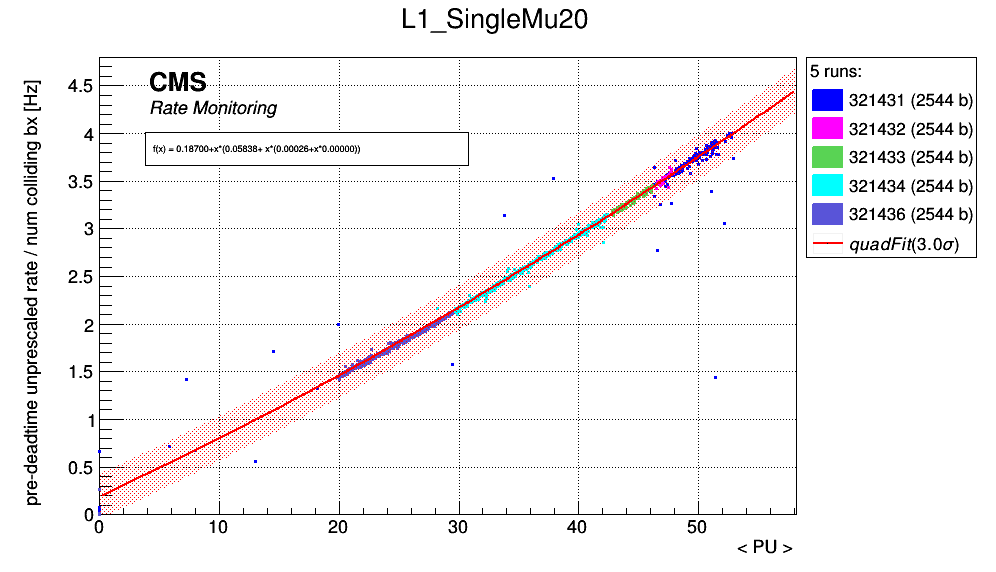 L1_SingleMu20
CMS
Rate Monitoring
f(x) = 0.18700+x*(0.05838+ x*(0.00026+x*0.00000))
pre-deadtime unprescaled rate / num colliding bx [Hz]
4.5
4
3.5
3
2.5
2
1.5
1
0.5
0
0 10 20 30 40 50
< PU >
5 runs:
321431 (2544 b)
321432 (2544 b)
321433 (2544 b)
321434 (2544 b)
321436 (2544 b)
quadFit(3.0σ)